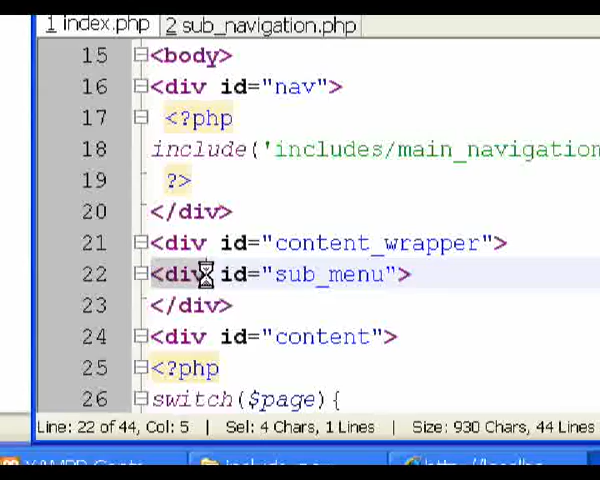 1 index.php 2 sub_navigation.php
15 <body>
16 <div id="nav">
17 <?php
18 include('includes/main_navigation
19 ?>
20 </div>
21 <div id="content_wrapper">
22 <div id="sub_menu">
23 </div>
24 <div id="content">
25 <?php
26 switch($page){
Line: 22 of 44, Col: 5 Sel: 4 Chars, 1 Lines Size: 930 Chars, 44 Lines